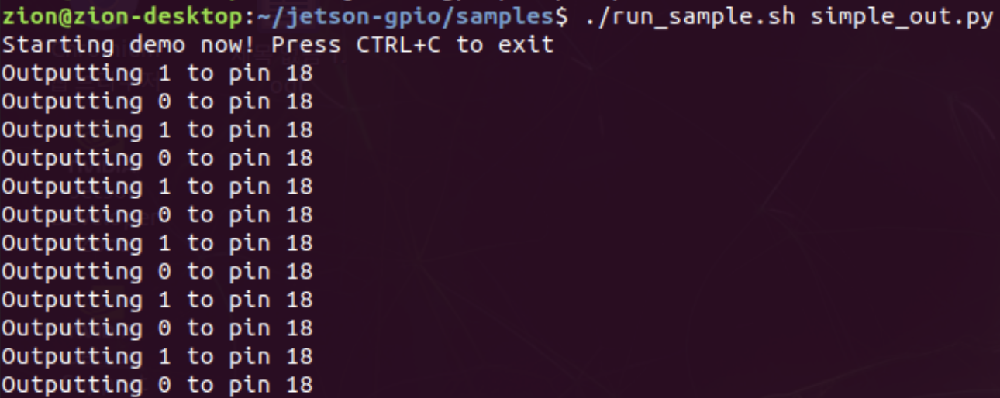 zion@zion-desktop:~/jetson-gpio/samples$ ./run_sample.sh simple_out.py
Starting demo now! Press CTRL+C to exit
Outputting 1 to pin 18
Outputting 0 to pin 18
Outputting 1 to pin 18
Outputting 0 to pin 18
Outputting 1 to pin 18
Outputting 0 to pin 18
Outputting 1 to pin 18
Outputting 0 to pin 18
Outputting 1 to pin 18
Outputting 0 to pin 18
Outputting 1 to pin 18
Outputting 0 to pin 18